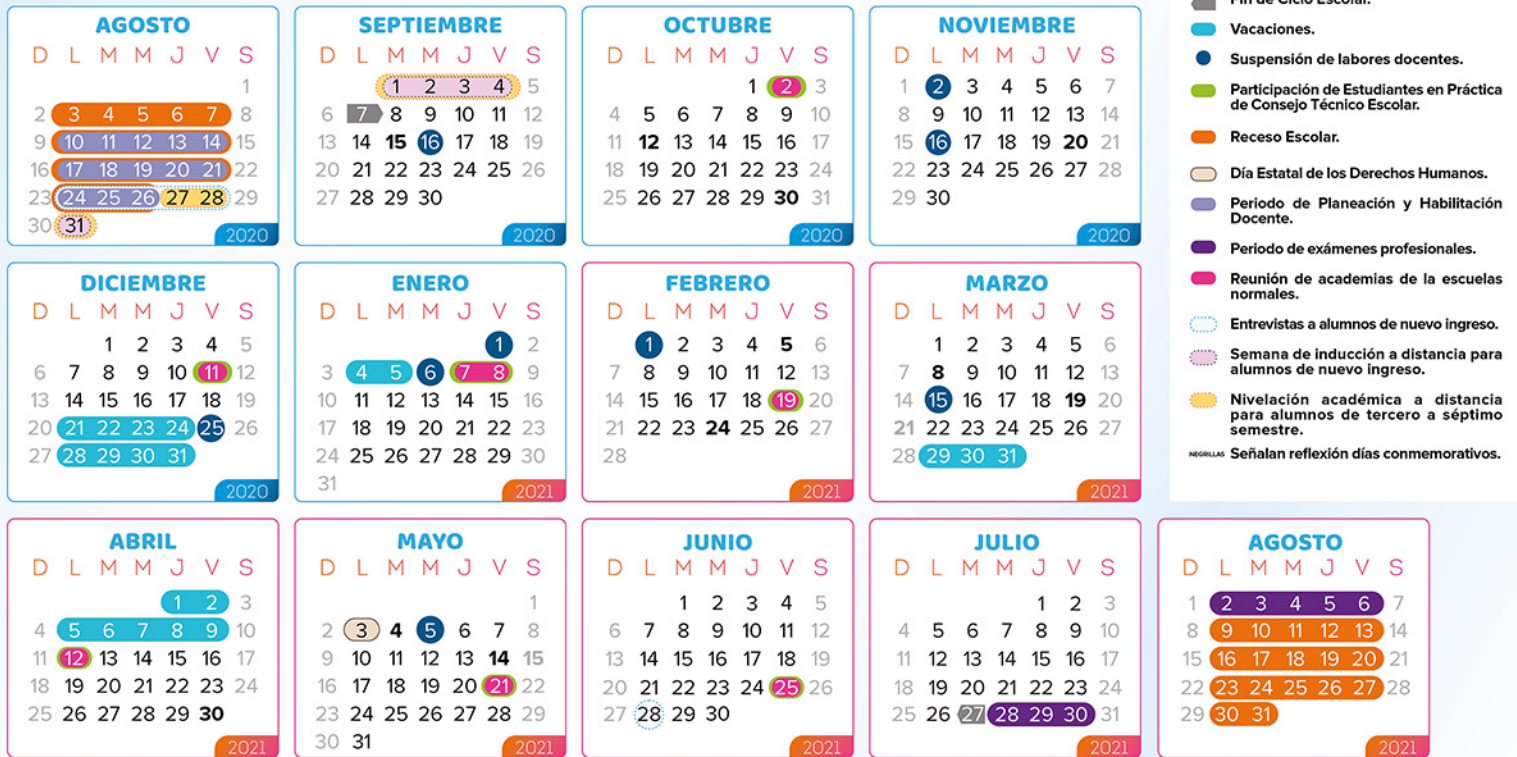 AGOSTO
D L M M J V S
1
2 3 4 5 6 7 8
9 10 11 12 13 14 15
16 17 18 19 20 21 22
23 24 25 26 27 28 29
30 31
2020
SEPTIEMBRE
D L M M J V S
1 2 3 4 5
6 7 8 9 10 11 12
13 14 15 16 17 18 19
20 21 22 23 24 25 26
27 28 29 30
2020
OCTUBRE
D L M M J V S
1 2 3
4 5 6 7 8 9 10
11 12 13 14 15 16 17
18 19 20 21 22 23 24
25 26 27 28 29 30 31
2020
NOVIEMBRE
D L M M J V S
1 2 3 4 5 6 7
8 9 10 11 12 13 14
15 16 17 18 19 20 21
22 23 24 25 26 27 28
29 30
2020
Fin de Ciclo Escolar.
Vacaciones.
Suspensión de labores docentes.
Participación de Estudiantes en Práctica
de Consejo Técnico Escolar.
Receso Escolar.
Día Estatal de los Derechos Humanos.
Periodo de Planeación y Habilitación
Docente.
Periodo de exámenes profesionales.
Reunión de academias de la escuelas
normales.
Entrevistas a alumnos de nuevo ingreso.
Semana de inducción a distancia para
alumnos de nuevo ingreso.
Nivelación académica a distancia
para alumnos de tercero a séptimo
semestre.
NEGRILLAS Señalan reflexión días conmemorativos.
DICIEMBRE
D L M M J V S
1 2 3 4 5
6 7 8 9 10 11 12
13 14 15 16 17 18 19
20 21 22 23 24 25 26
27 28 29 30 31
2020
ENERO
D L M M J V S
1 2
3 4 5 6 7 8 9
10 11 12 13 14 15 16
17 18 19 20 21 22 23
24 25 26 27 28 29 30
31
2021
FEBRERO
D L M M J V S
1 2 3 4 5 6
7 8 9 10 11 12 13
14 15 16 17 18 19 20
21 22 23 24 25 26 27
28
2021
MARZO
D L M M J V S
1 2 3 4 5 6
7 8 9 10 11 12 13
14 15 16 17 18 19 20
21 22 23 24 25 26 27
28 29 30 31
2021
ABRIL
D L M M J V S
1 2 3
4 5 6 7 8 9 10
11 12 13 14 15 16 17
18 19 20 21 22 23 24
25 26 27 28 29 30
2021
MAYO
D L M M J V S
1
2 3 4 5 6 7 8
9 10 11 12 13 14 15
16 17 18 19 20 21 22
23 24 25 26 27 28 29
30 31
2021
JUNIO
D L M M J V S
1 2 3 4 5
6 7 8 9 10 11 12
13 14 15 16 17 18 19
20 21 22 23 24 25 26
27 28 29 30
JULIO
D L M M J V S
1 2 3
4 5 6 7 8 9 10
11 12 13 14 15 16 17
18 19 20 21 22 23 24
25 26 27 28 29 30 31
2021
AGOSTO
D L M M J V S
1 2 3 4 5 6 7
8 9 10 11 12 13 14
15 16 17 18 19 20 21
22 23 24 25 26 27 28
29 30 31
2021